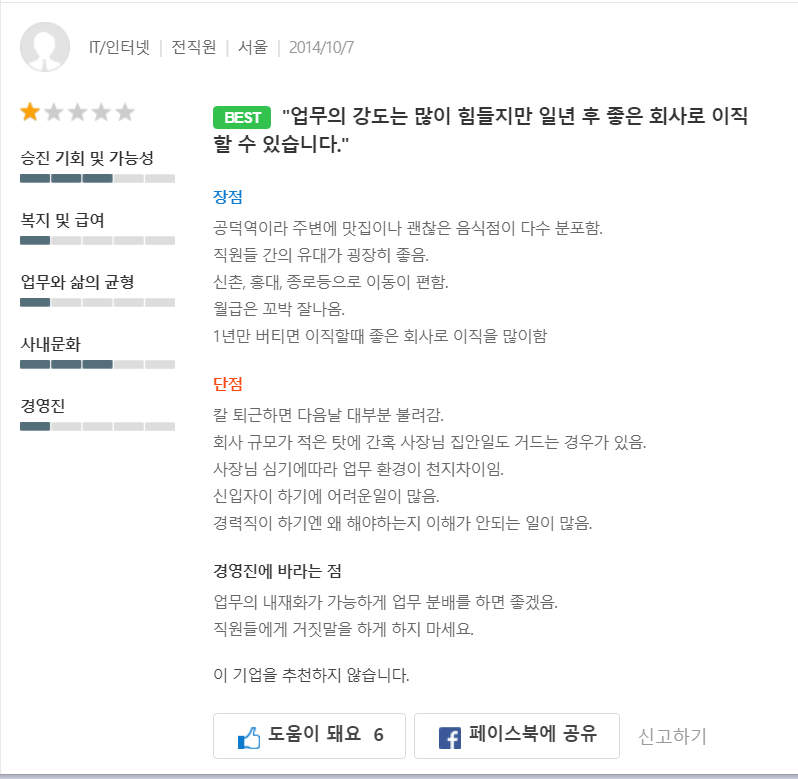 IT/인터넷 | 전직원 | 서울 | 2014/10/7
BEST "업무의 강도는 많이 힘들지만 일년 후 좋은 회사로 이직
할 수 있습니다."
승진 기회 및 가능성
복지 및 급여
업무와 삶의 균형
사내문화
경영진
장점
공덕역이라 주변에 맛집이나 괜찮은 음식점이 다수 분포함.
직원들 간의 유대가 굉장히 좋음.
신촌, 홍대, 종로등으로 이동이 편함.
월급은 꼬박 잘나옴.
1년만 버티면 이직할때 좋은 회사로 이직을 많이함
단점
칼 퇴근하면 다음날 대부분 불려감.
회사 규모가 적은 탓에 간혹 사장님 집안일도 거드는 경우가 있음.
사장님 심기에따라 업무 환경이 천지차이임.
신입자이 하기에 어려운일이 많음.
경력직이 하기엔 왜 해야하는지 이해가 안되는 일이 많음.
경영진에 바라는 점
업무의 내재화가 가능하게 업무 분배를 하면 좋겠음.
직원들에게 거짓말을 하게 하지 마세요.
이 기업을 추천하지 않습니다.
도움이 돼요 6 페이스북에 공유 신고하기